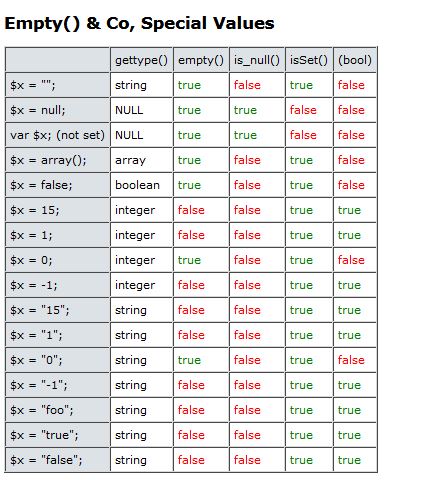 Empty() & Co, Special Values
gettype() empty() is_null() isSet() (bool)
$x = ""; string true false true false
$x = null; NULL true true false false
var $x; (not set) NULL true true false false
$x = array(); array true false true false
$x = false; boolean true false true false
$x = 15; integer false false true true
$x = 1; integer false false true true
$x = 0; integer true false true false
$x = -1; integer false false true true
$x = "15"; string false false true true
$x = "1"; string false false true true
$x = "0"; string true false true false
$x = "-1"; string false false true true
$x = "foo"; string false false true true
$x = "true"; string false false true true
$x = "false"; string false false true true